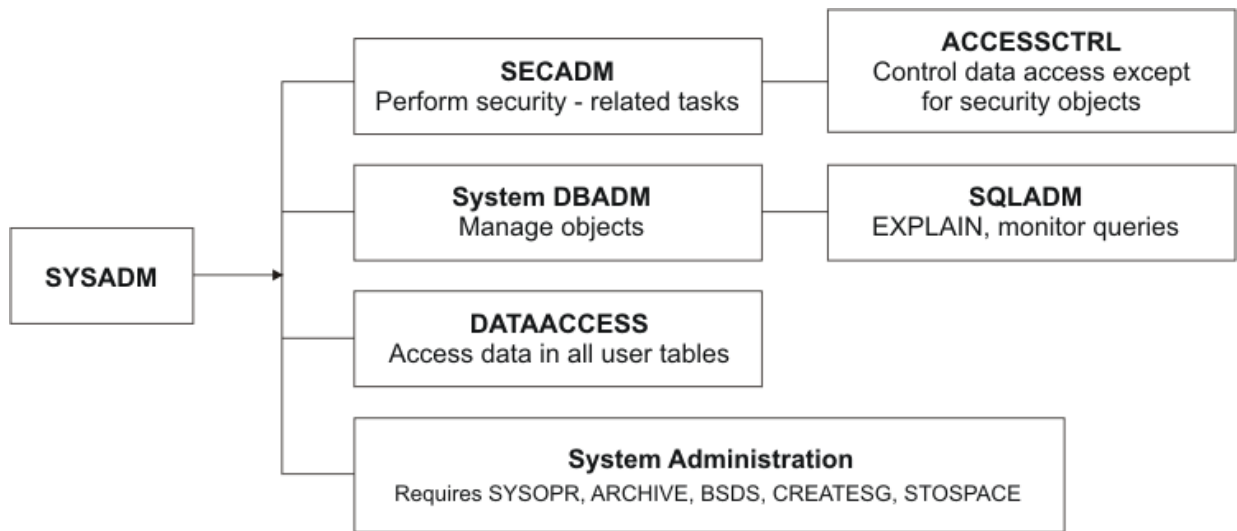 SYSADM
SECADM
Perform security - related tasks
ACCESSCTRL
Control data access except
for security objects
System DBADM
Manage objects
SQLADM
EXPLAIN, monitor queries
DATAACCESS
Access data in all user tables
System Administration
Requires SYSOPR, ARCHIVE, BSDS, CREATESG, STOSPACE